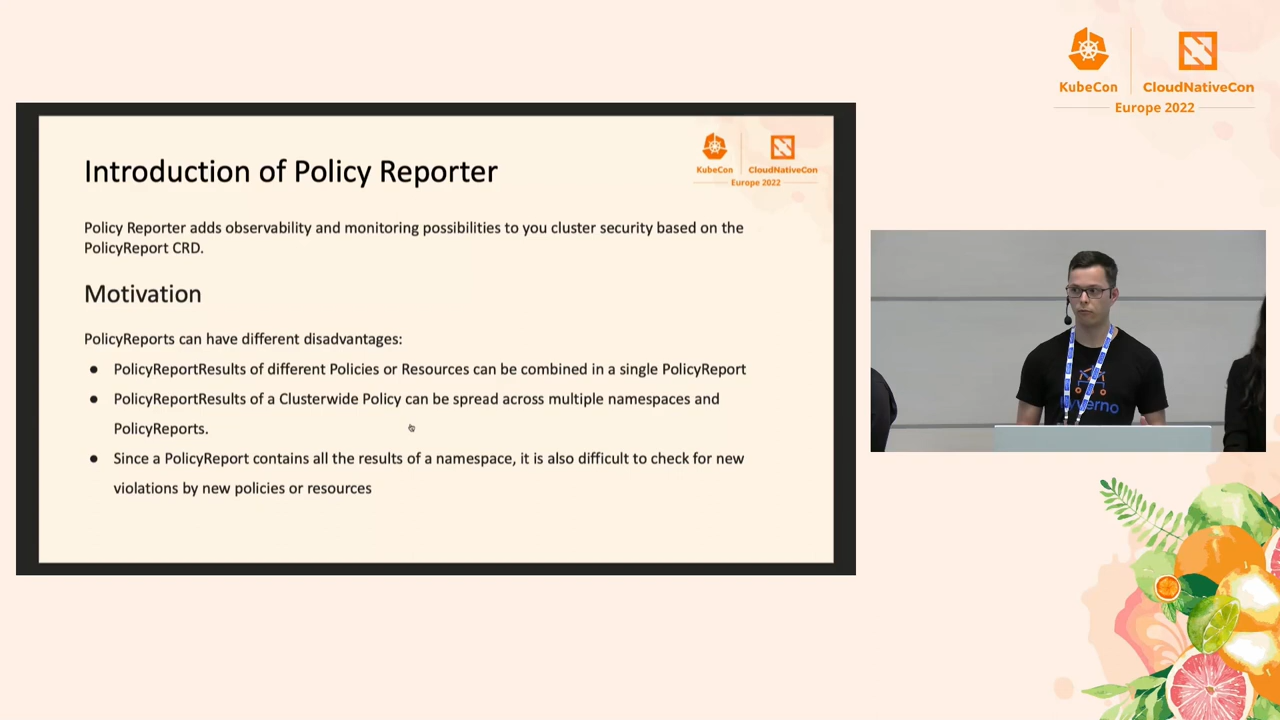 KubeCon
CloudNativeCon
Europe 2022
Introduction of Policy Reporter
KubeCon
CloudNativeCon
Europe 2022
Policy Reporter adds observability and monitoring possibilities to you cluster security based on the
PolicyReport CRD.
Motivation
PolicyReports can have different disadvantages:
● PolicyReportResults of different Policies or Resources can be combined in a single PolicyReport
● PolicyReportResults of a Clusterwide Policy can be spread across multiple namespaces and
PolicyReports.
● Since a PolicyReport contains all the results of a namespace, it is also difficult to check for new
violations by new policies or resources